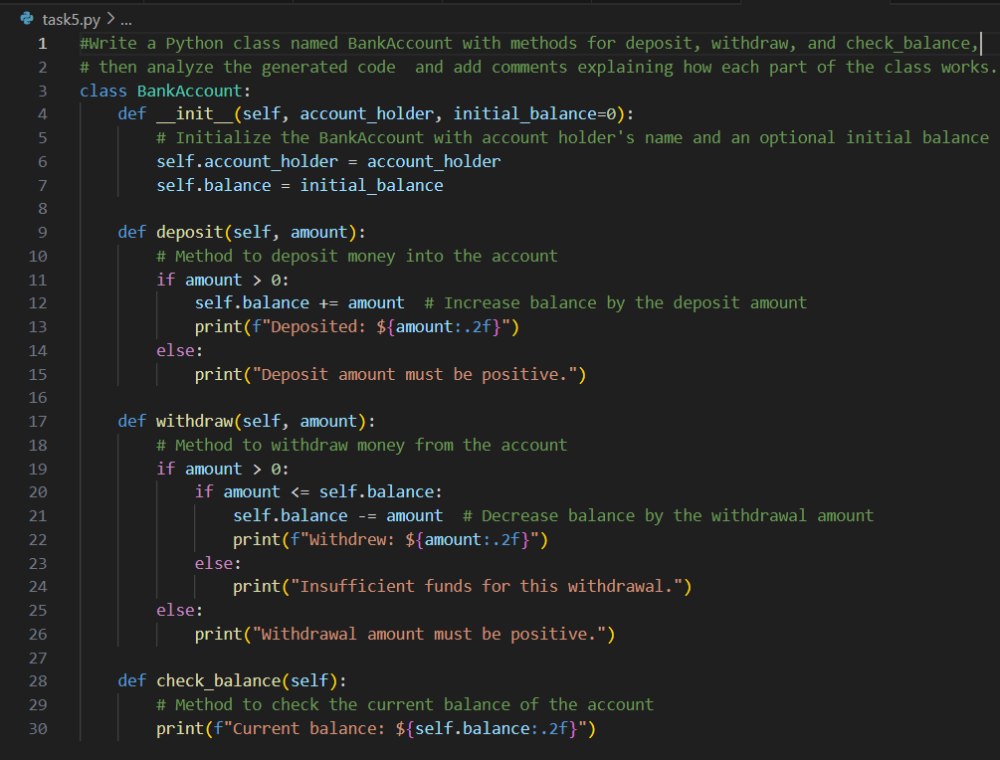 task5.py > ...
1 #Write a Python class named BankAccount with methods for deposit, withdraw, and check_balance,
2 # then analyze the generated code  and add comments explaining how each part of the class works.
3 class BankAccount:
4     def __init__(self, account_holder, initial_balance=0):
5         # Initialize the BankAccount with account holder's name and an optional initial balance
6         self.account_holder = account_holder
7         self.balance = initial_balance
8
9     def deposit(self, amount):
10         # Method to deposit money into the account
11         if amount > 0:
12             self.balance += amount  # Increase balance by the deposit amount
13             print(f"Deposited: ${amount:.2f}")
14         else:
15             print("Deposit amount must be positive.")
16
17     def withdraw(self, amount):
18         # Method to withdraw money from the account
19         if amount > 0:
20             if amount <= self.balance:
21                 self.balance -= amount  # Decrease balance by the withdrawal amount
22                 print(f"Withdrew: ${amount:.2f}")
23             else:
24                 print("Insufficient funds for this withdrawal.")
25         else:
26             print("Withdrawal amount must be positive.")
27
28     def check_balance(self):
29         # Method to check the current balance of the account
30         print(f"Current balance: ${self.balance:.2f}")